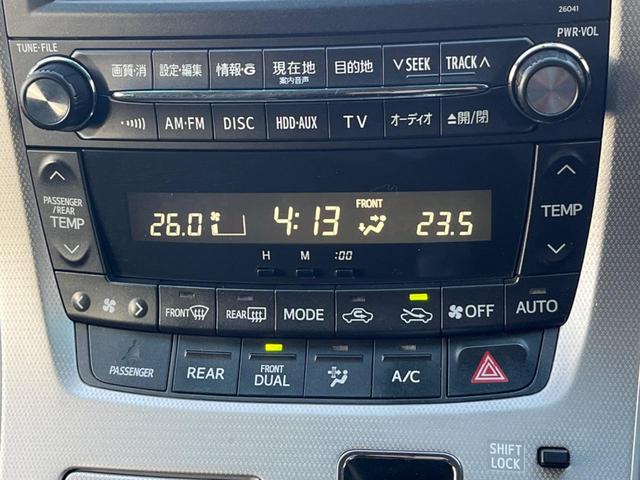 26041
TUNE·FILE
PWR·VOL
画質・消 設定・編集 情報・G 現在地 案内音声 目的地 SEEK TRACK
AM·FM DISC HDD·AUX TV オーディオ 開/閉
PASSENGER/REAR TEMP
26.0 4:13 FRONT 23.5
TEMP
H M :00
FRONT REAR MODE OFF AUTO
PASSENGER REAR FRONT DUAL A/C
SHIFT LOCK